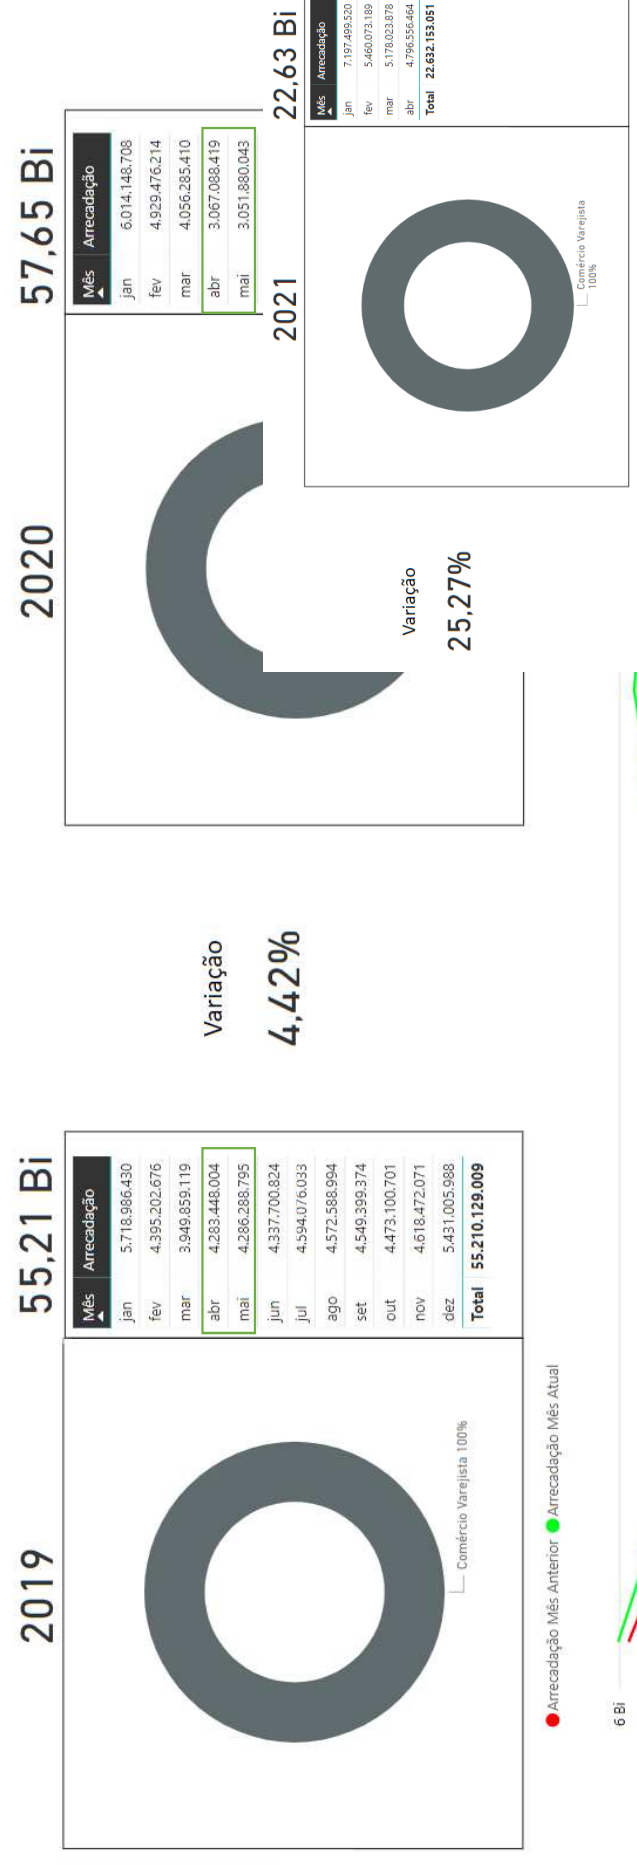 2019
55,21 Bi
Mês Arrecadação
jan 5.718.986.430
fev 4.395.202.676
mar 3.949.859.119
abr 4.283.448.004
mai 4.286.288.795
jun 4.337.700.824
jul 4.594.076.033
ago 4.572.588.994
set 4.549.399.374
out 4.473.100.701
nov 4.618.472.071
dez 5.431.005.988
Total 55.210.129.009
Comércio Varejista 100%
Variação
4,42%
2020
57,65 Bi
Mês Arrecadação
jan 6.014.148.708
fev 4.929.476.214
mar 4.056.285.410
abr 3.067.088.419
mai 3.051.880.043
Variação
25,27%
2021
22,63 Bi
Mês Arrecadação
jan 7.197.499.520
fev 5.460.073.189
mar 5.178.023.878
abr 4.796.556.464
Total 22.632.153.051
Comércio Varejista
100%
Arrecadação Mês Anterior Arrecadação Mês Atual
6 Bi